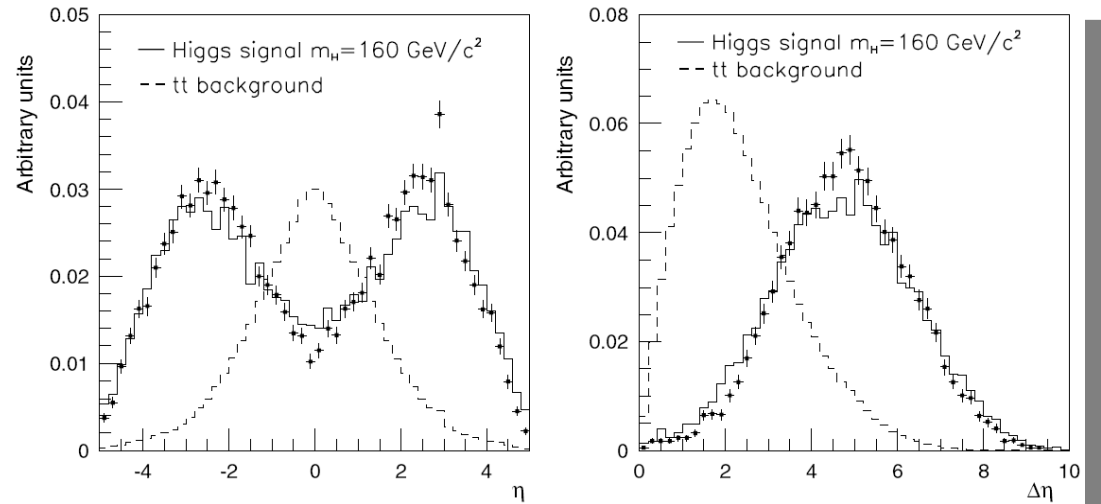 0.05
0.04
0.03
0.02
0.01
0
-4
-2
0
2
4
η
Arbitrary units
Higgs signal mH=160 GeV/c²
tt background
0.08
0.06
0.04
0.02
0
0
2
4
6
8
10
Δη
Arbitrary units
Higgs signal mH=160 GeV/c²
tt background